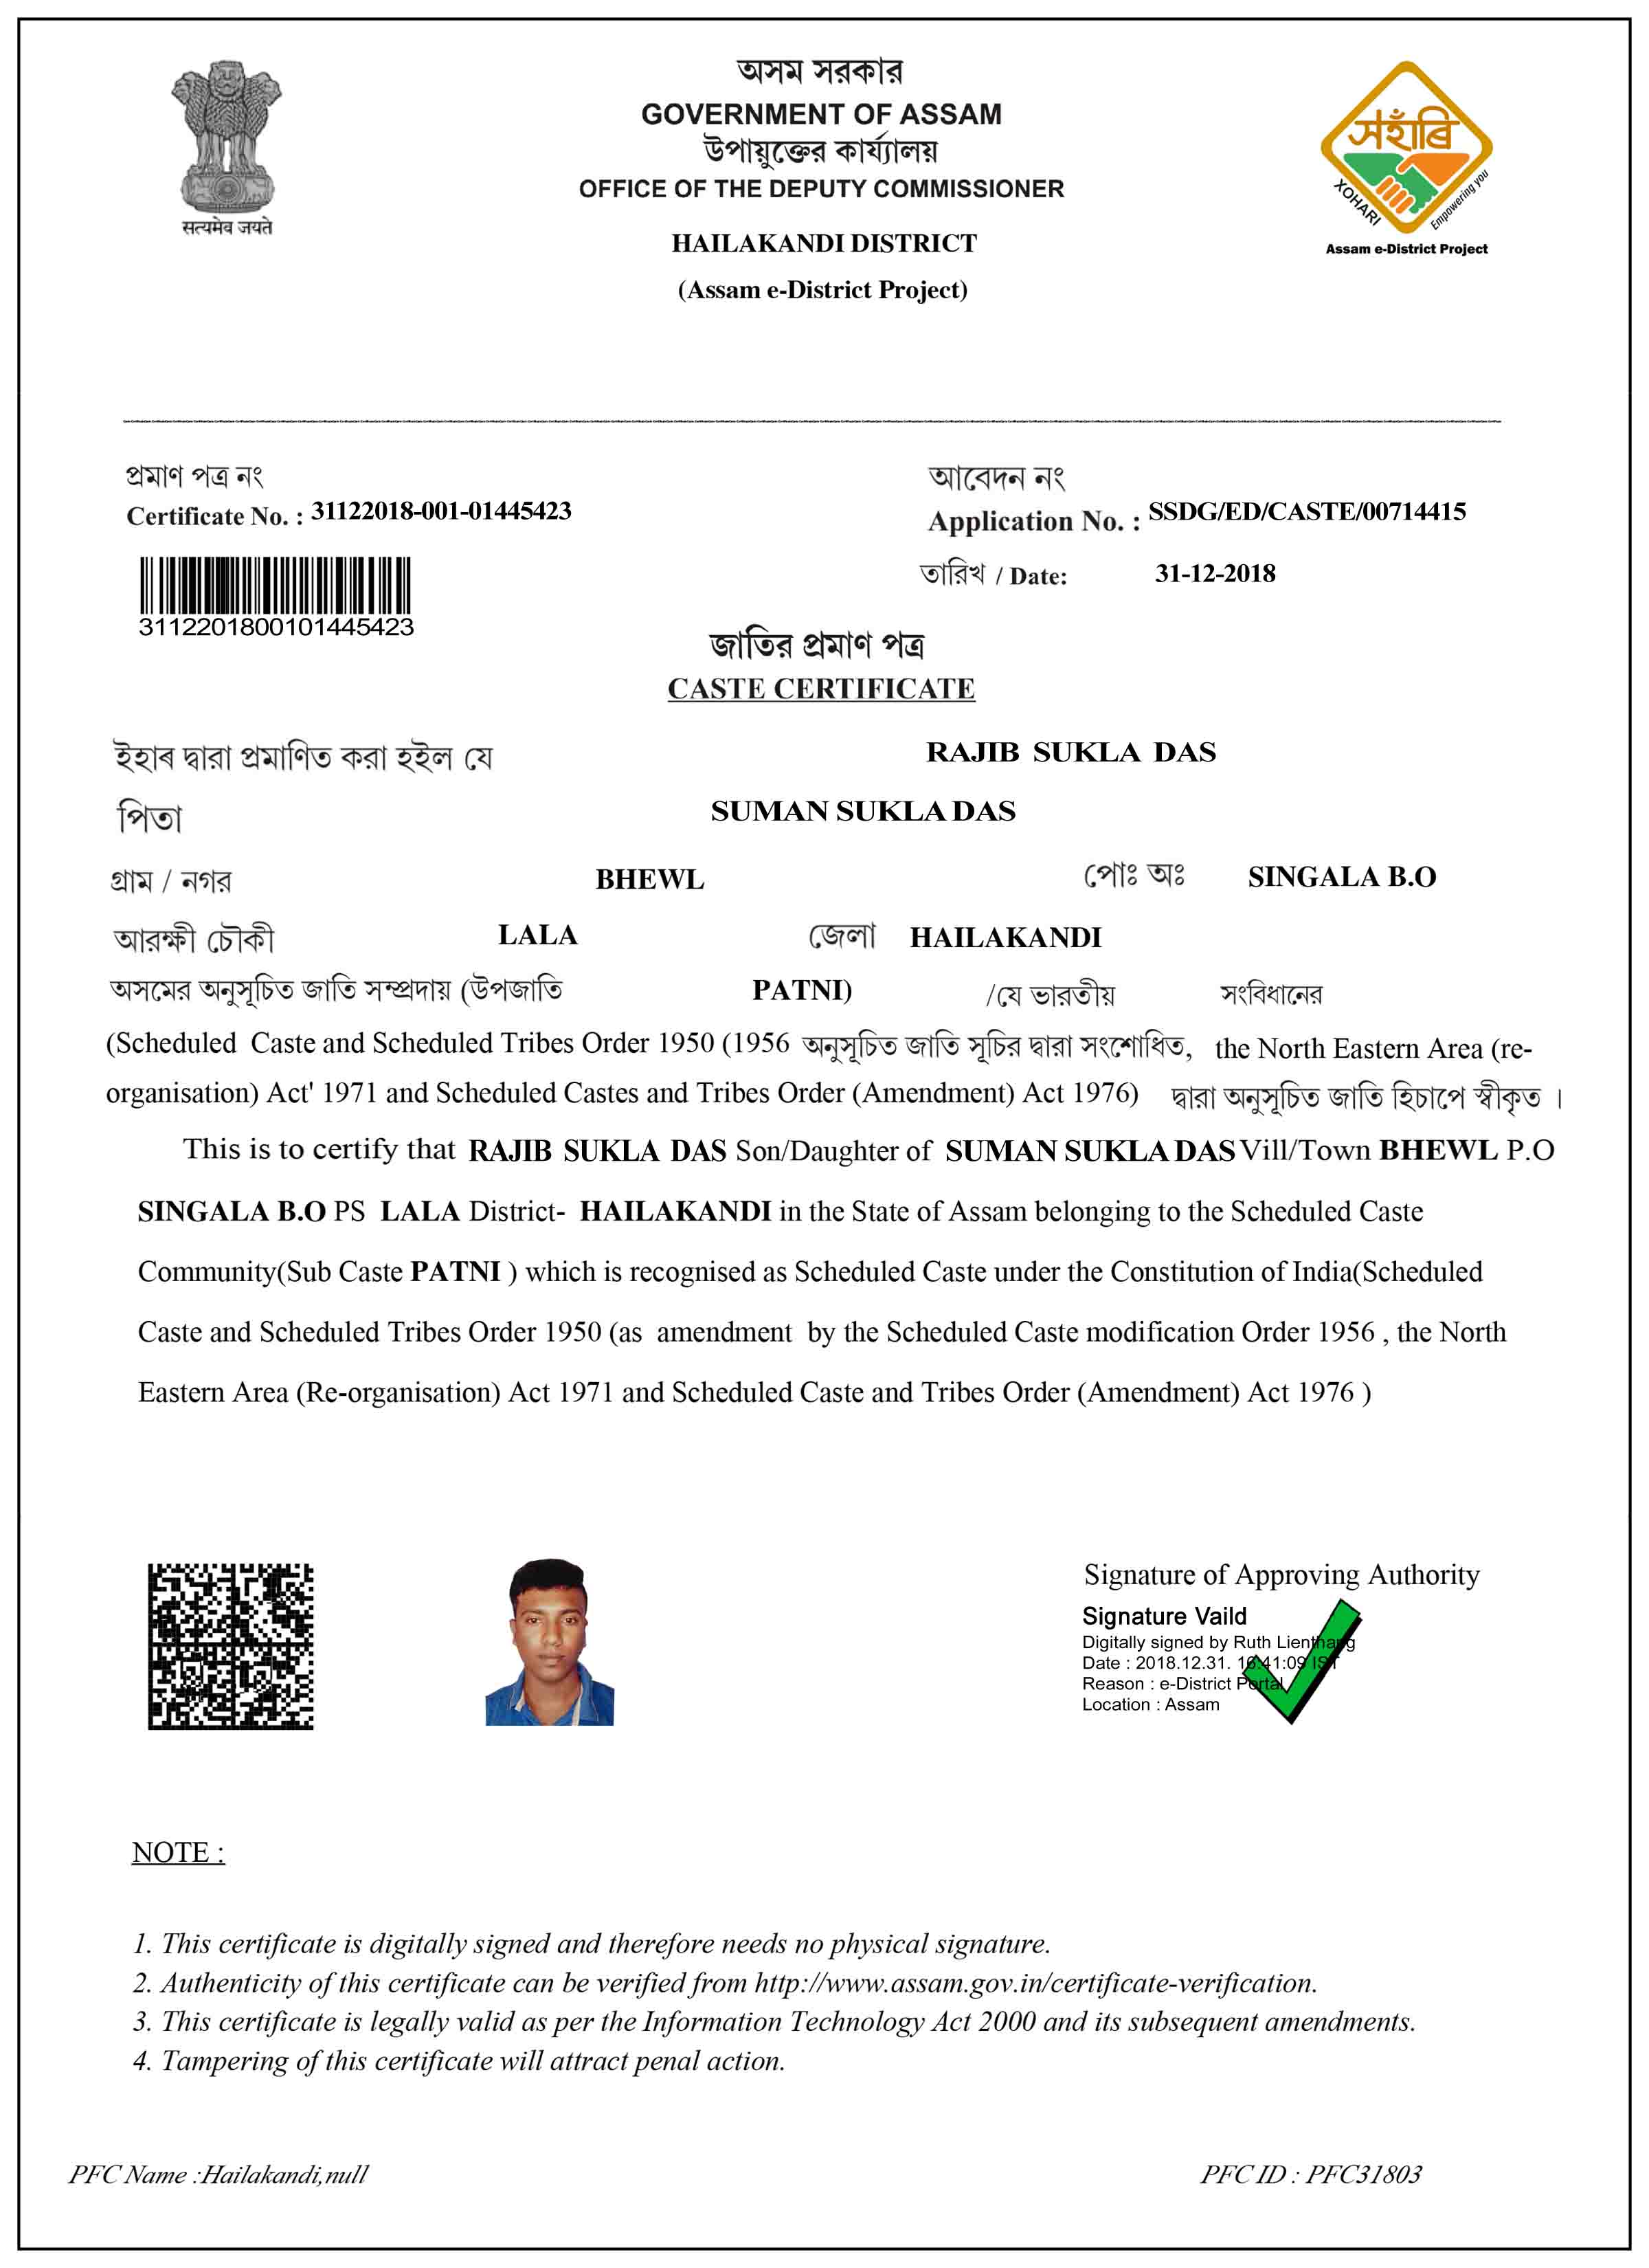 অসম সরকার
GOVERNMENT OF ASSAM
উপায়ুক্তের কার্য্যালয়
OFFICE OF THE DEPUTY COMMISSIONER
HAILAKANDI DISTRICT
(Assam e-District Project)
सत्यमेव जयते
সহাঁৰি
XOHARI
Empowering you
Assam e-District Project
প্রমাণ পত্র নং
Certificate No. : 31122018-001-01445423
আবেদন নং
Application No. : SSDG/ED/CASTE/00714415
তারিখ / Date: 31-12-2018
3112201800101445423
জাতির প্রমাণ পত্র
CASTE CERTIFICATE
ইহাৰ দ্বারা প্রমাণিত করা হইল যে RAJIB SUKLA DAS
পিতা SUMAN SUKLA DAS
গ্রাম / নগর BHEWL পোঃ অঃ SINGALA B.O
আরক্ষী চৌকী LALA জেলা HAILAKANDI
অসমের অনুসূচিত জাতি সম্প্রদায় (উপজাতি PATNI) /যে ভারতীয় সংবিধানের
(Scheduled Caste and Scheduled Tribes Order 1950 (1956 অনুসূচিত জাতি সূচির দ্বারা সংশোধিত, the North Eastern Area (re-
organisation) Act' 1971 and Scheduled Castes and Tribes Order (Amendment) Act 1976) দ্বারা অনুসূচিত জাতি হিচাপে স্বীকৃত ।
This is to certify that RAJIB SUKLA DAS Son/Daughter of SUMAN SUKLA DAS Vill/Town BHEWL P.O
SINGALA B.O PS LALA District- HAILAKANDI in the State of Assam belonging to the Scheduled Caste
Community(Sub Caste PATNI ) which is recognised as Scheduled Caste under the Constitution of India(Scheduled
Caste and Scheduled Tribes Order 1950 (as amendment by the Scheduled Caste modification Order 1956 , the North
Eastern Area (Re-organisation) Act 1971 and Scheduled Caste and Tribes Order (Amendment) Act 1976 )
Signature of Approving Authority
Signature Vaild
Digitally signed by Ruth Lienthang
Date : 2018.12.31. 16:41:09 IST
Reason : e-District Portal
Location : Assam
NOTE :
1. This certificate is digitally signed and therefore needs no physical signature.
2. Authenticity of this certificate can be verified from http://www.assam.gov.in/certificate-verification.
3. This certificate is legally valid as per the Information Technology Act 2000 and its subsequent amendments.
4. Tampering of this certificate will attract penal action.
PFC Name :Hailakandi,null
PFC ID : PFC31803